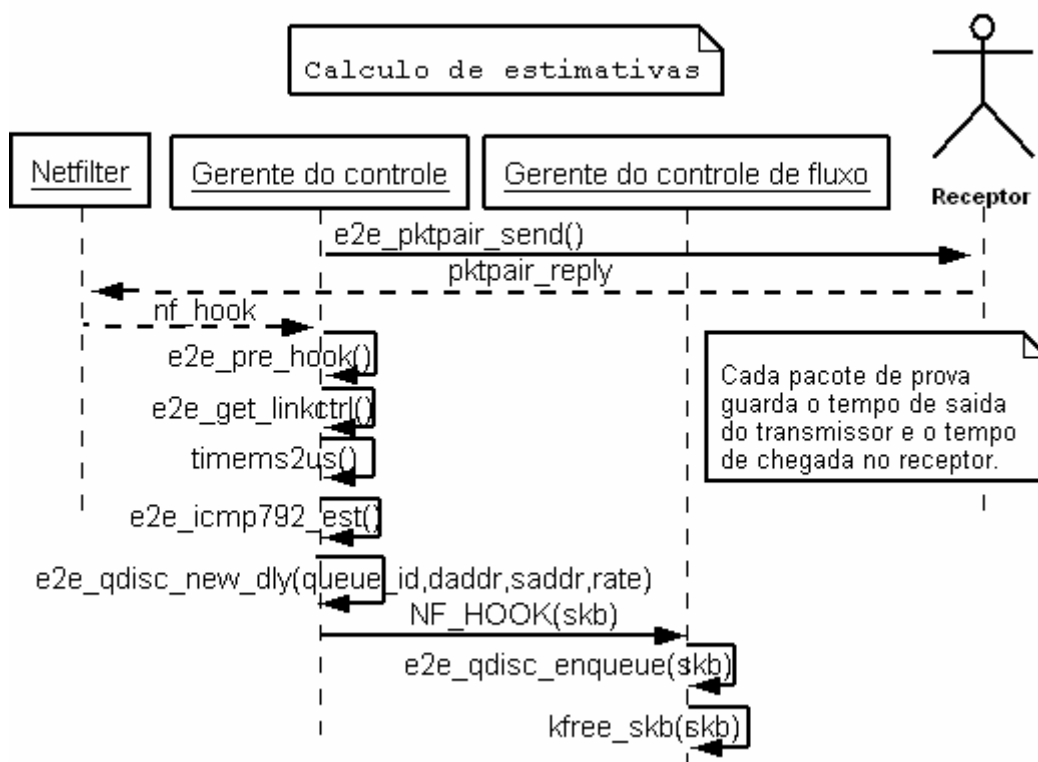 Calculo de estimativas
Netfilter
Gerente do controle
Gerente do controle de fluxo
Receptor
e2e_pktpair_send()
pktpair_reply
nf_hook
e2e_pre_hook()
e2e_get_linkctrl()
timems2us()
Cada pacote de prova
guarda o tempo de saida
do transmissor e o tempo
de chegada no receptor.
e2e_icmp792_est()
e2e_qdisc_new_dly(queue_id,daddr,saddr,rate)
NF_HOOK(skb)
e2e_qdisc_enqueue(skb)
kfree_skb(skb)